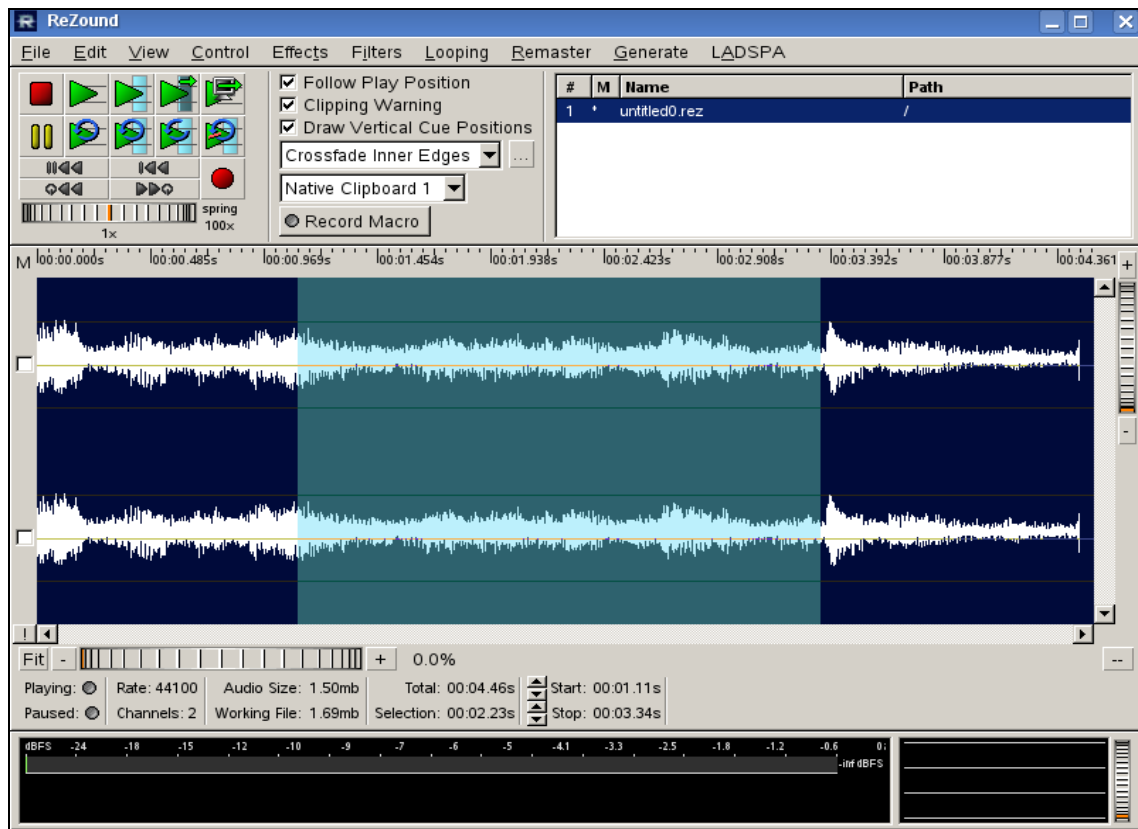 ReZound
File Edit View Control Effects Filters Looping Remaster Generate LADSPA
Follow Play Position
Clipping Warning
Draw Vertical Cue Positions
Crossfade Inner Edges ...
Native Clipboard 1
Record Macro
spring
100x
1x
# M Name Path
1 * untitled0.rez /
M 00:00.000s 00:00.485s 00:00.969s 00:01.454s 00:01.938s 00:02.423s 00:02.908s 00:03.392s 00:03.877s 00:04.361 +
-
!
Fit - + 0.0% --
Playing: Rate: 44100 Audio Size: 1.50mb Total: 00:04.46s Start: 00:01.11s
Paused: Channels: 2 Working File: 1.69mb Selection: 00:02.23s Stop: 00:03.34s
dBFS -24 -18 -15 -12 -10 -9 -7 -6 -5 -4.1 -3.3 -2.5 -1.8 -1.2 -0.6 0
-inf dBFS